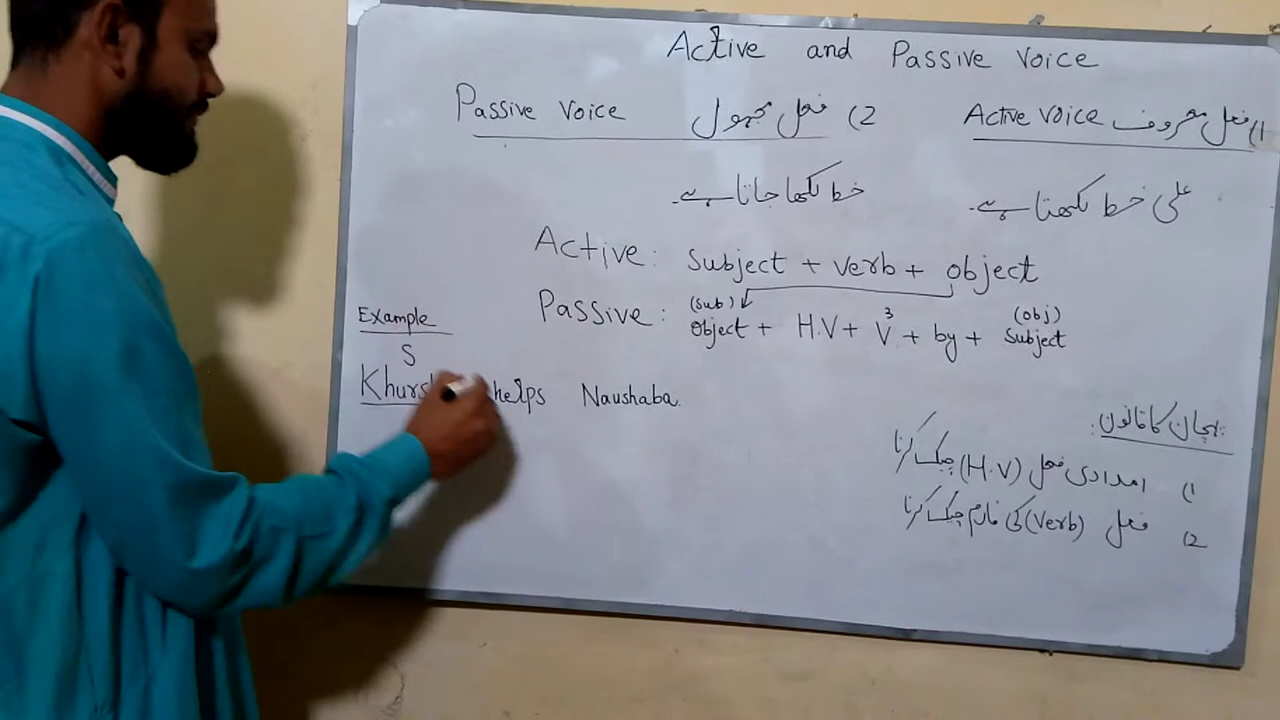 Active and Passive Voice
1) فعل معروف Active voice
2) فعل مجہول Passive Voice
علی خط لکھتا ہے۔
خط لکھا جاتا ہے۔
Active: Subject + verb + object
(Sub) (obj)
Passive: Object + H.V + V3 + by + Subject
Example
S
helps Naushaba.
پہچان کا قانون:
1) امدادی فعل (H.V) چیک کرنا
2) فعل (Verb) کی فارم چیک کرنا